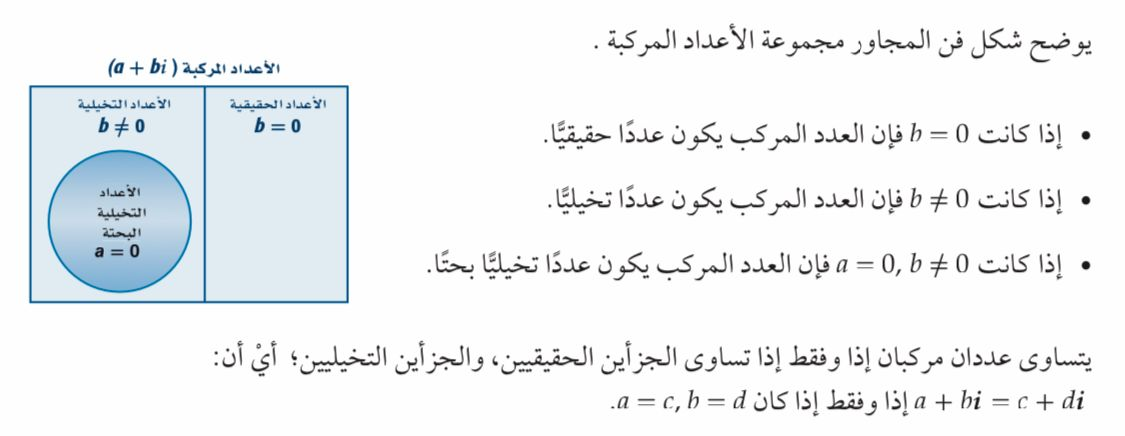 يوضح شكل فن المجاور مجموعة الأعداد المركبة .
• إذا كانت b = 0 فإن العدد المركب يكون عددًا حقيقيًّا.
• إذا كانت b ≠ 0 فإن العدد المركب يكون عددًا تخيليًّا.
• إذا كانت a = 0, b ≠ 0 فإن العدد المركب يكون عددًا تخيليًّا بحتًا.
الأعداد المركبة (a + bi)
الأعداد الحقيقية
b = 0
الأعداد التخيلية
b ≠ 0
الأعداد
التخيلية
البحتة
a = 0
يتساوى عددان مركبان إذا وفقط إذا تساوى الجزأين الحقيقيين، والجزأين التخيليين؛ أيْ أن:
a + bi = c + di إذا وفقط إذا كان a = c, b = d.